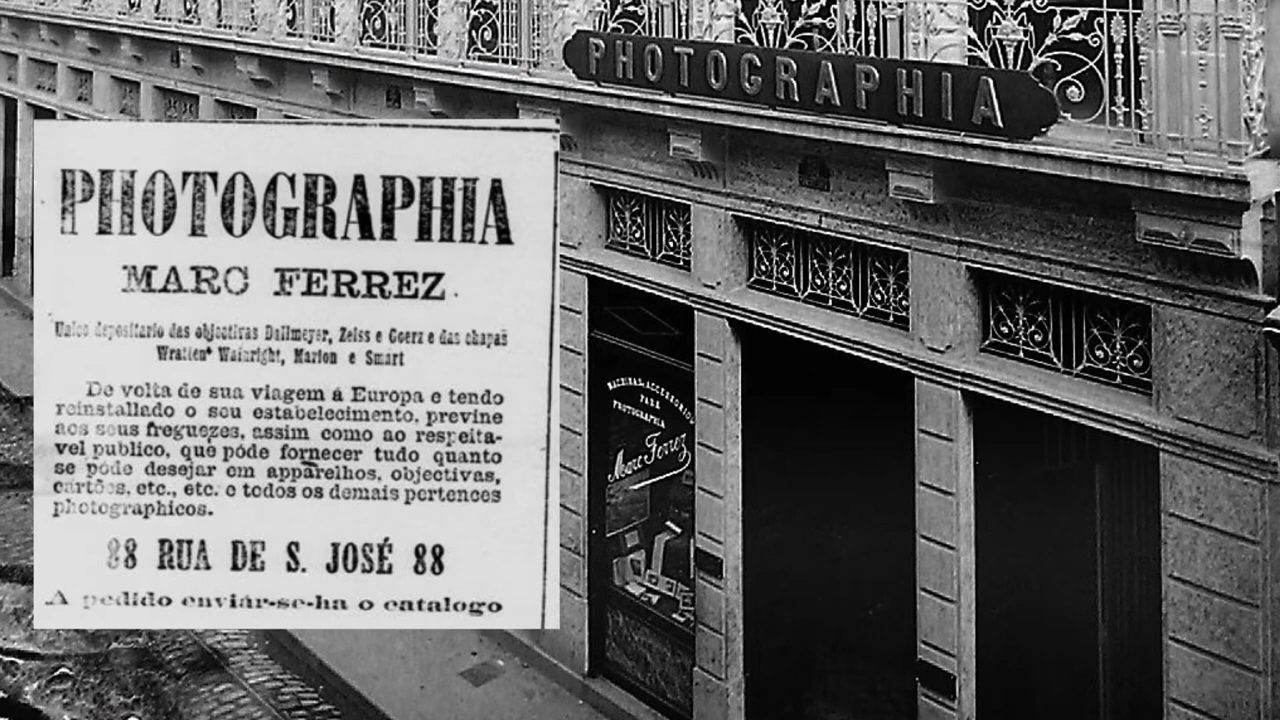 PHOTOGRAPHIA
PHOTOGRAPHIA
MARC FERREZ
Unico depositario das objectivas Dallmeyer, Zeiss e Goerz e das chapas
Wratten Wainright, Marion e Smart
De volta de sua viagem á Europa e tendo
reinstallado o seu estabelecimento, previne
aos seus freguezes, assim como ao respeita-
vel publico, que póde fornecer tudo quanto
se póde desejar em apparelhos, objectivas,
cartões, etc., etc. e todos os demais pertences
photographicos.
88 RUA DE S. JOSÉ 88
A pedido enviar-se-ha o catalogo
MACHINAS E ACCESSORIOS
PARA
PHOTOGRAPHIA
Marc Ferrez